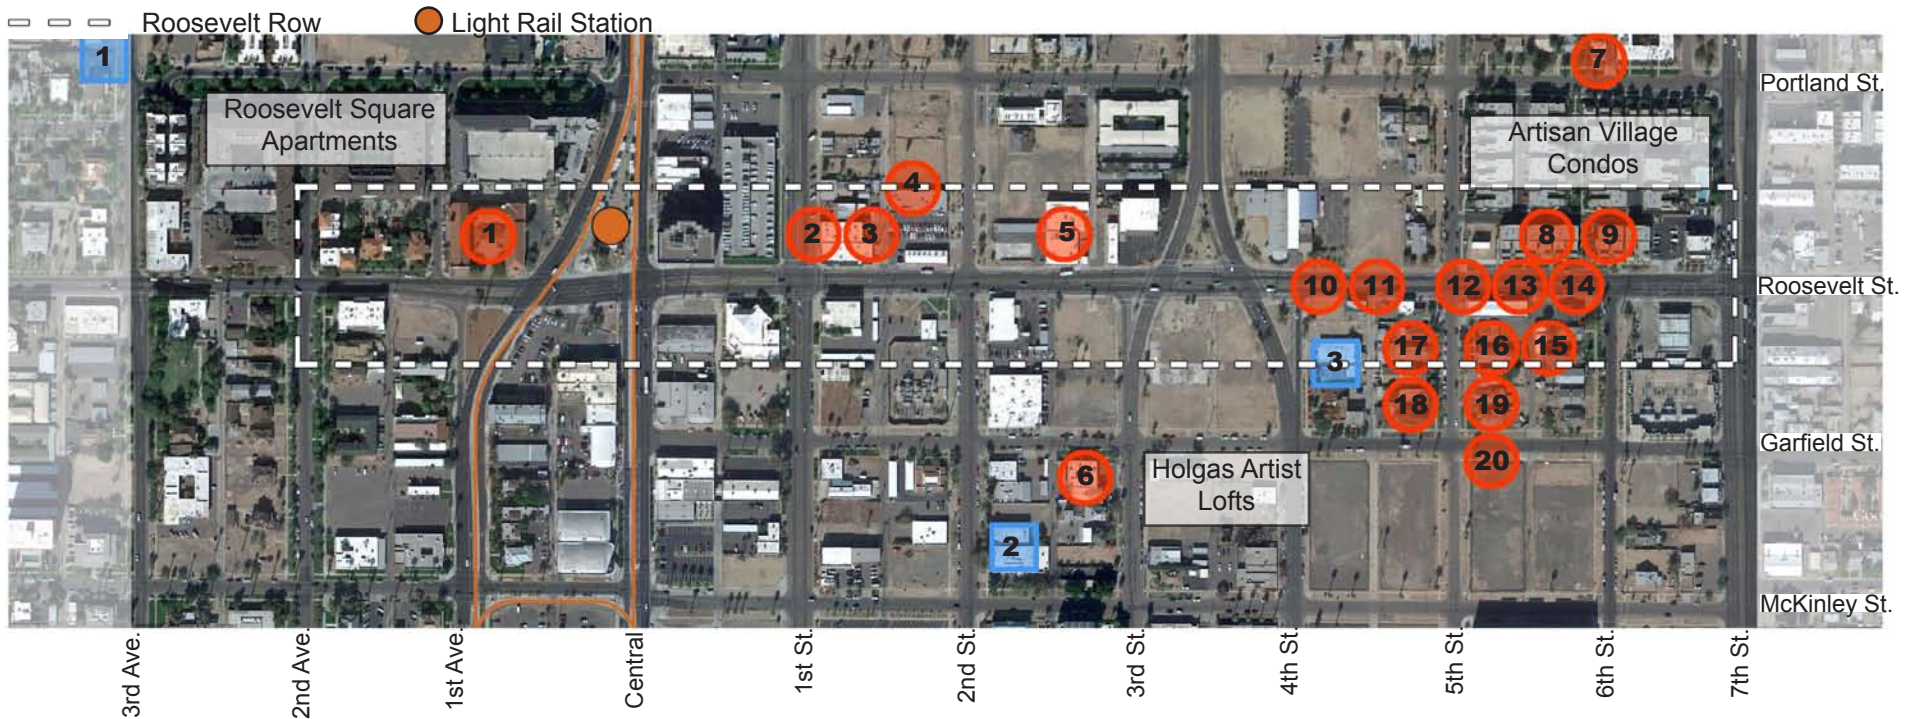 Roosevelt Row
Light Rail Station
1
7
Portland St.
Roosevelt Square
Apartments
Artisan Village
Condos
4
1
2
3
5
8
9
10
11
12
13
14
Roosevelt St.
3
17
16
15
18
19
Garfield St.
20
6
Holgas Artist
Lofts
2
McKinley St.
3rd Ave.
2nd Ave.
1st Ave.
Central
1st St.
2nd St.
3rd St.
4th St.
5th St.
6th St.
7th St.